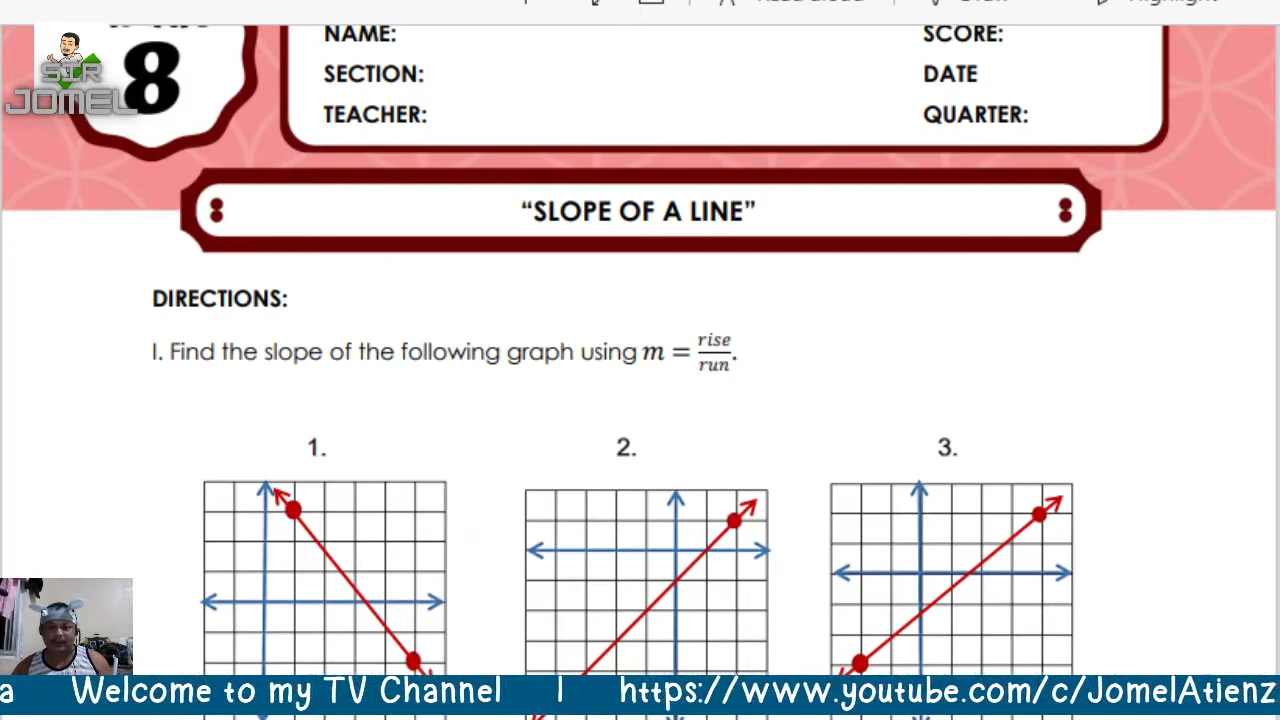 8
SIR
JOMEL
NAME:
SCORE:
SECTION:
DATE
TEACHER:
QUARTER:
“SLOPE OF A LINE”
DIRECTIONS:
I. Find the slope of the following graph using m = rise/run.
1.
2.
3.
a Welcome to my TV Channel | https://www.youtube.com/c/JomelAtienz